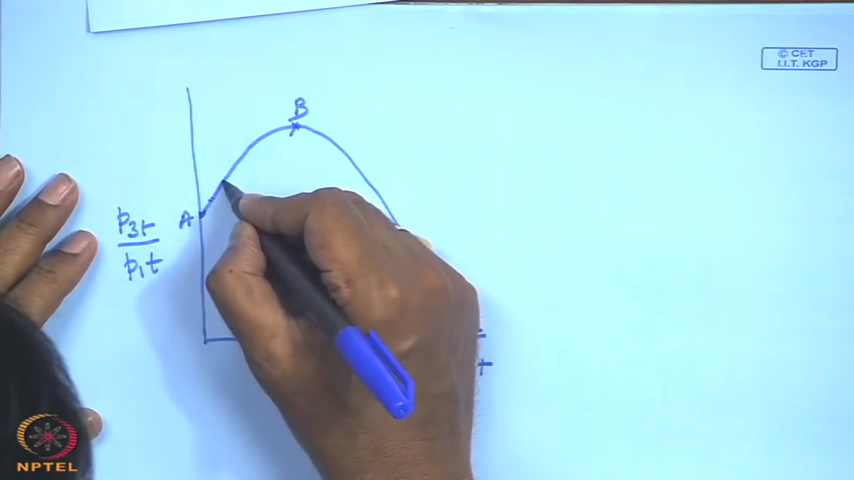 © CET
I.I.T. KGP
B
A
p3t
p1t
NPTEL